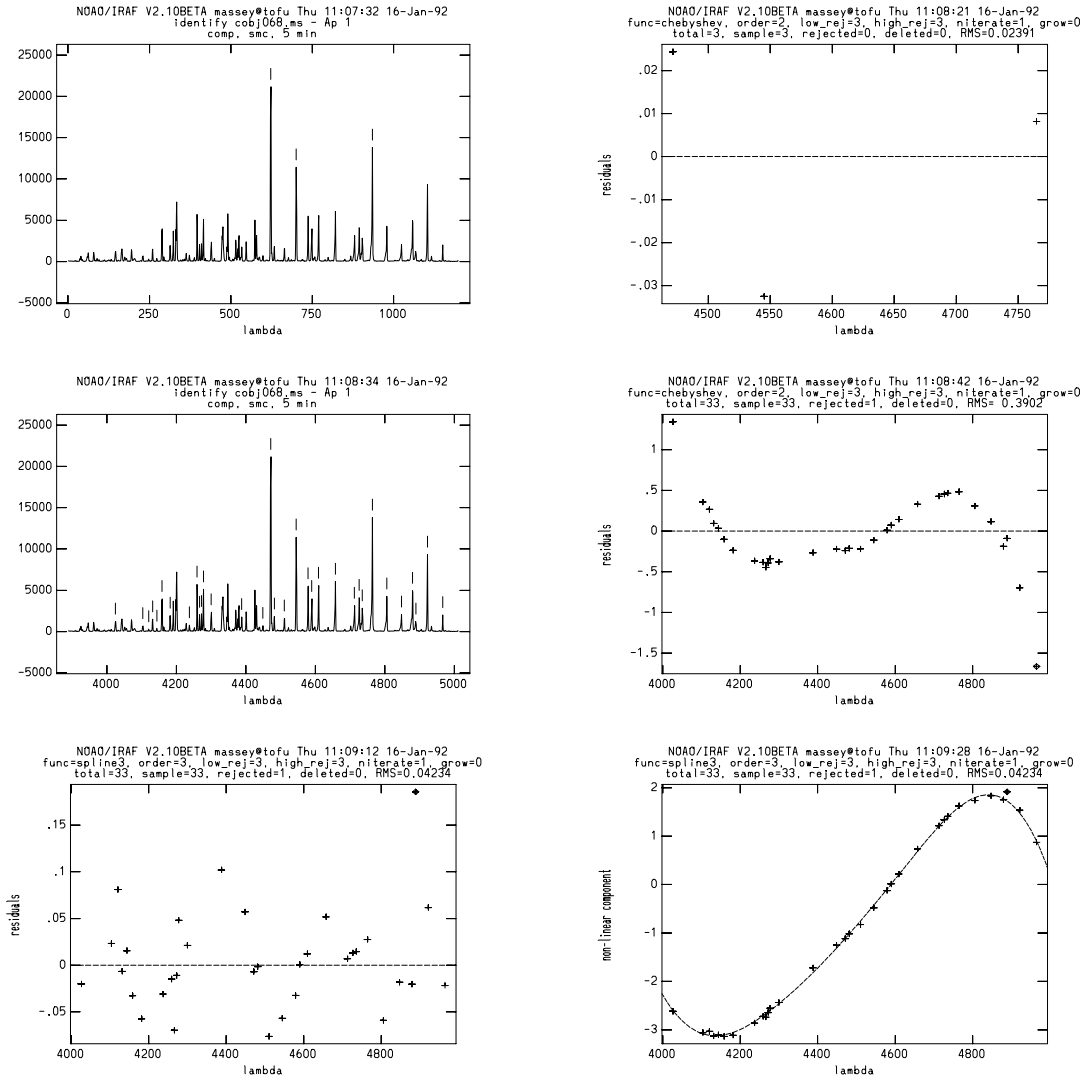 NOAO/IRAF V2.10BETA massey@tofu Thu 11:07:32 16-Jan-92
identify cobj068.ms - Ap 1
comp, smc, 5 min
25000
20000
15000
10000
5000
0
-5000
0 250 500 750 1000
lambda
NOAO/IRAF V2.10BETA massey@tofu Thu 11:08:21 16-Jan-92
func=chebyshev, order=2, low_rej=3, high_rej=3, niterate=1, grow=0
total=3, sample=3, rejected=0, deleted=0, RMS=0.02391
.02
.01
0
-.01
-.02
-.03
residuals
4500 4550 4600 4650 4700 4750
lambda
NOAO/IRAF V2.10BETA massey@tofu Thu 11:08:34 16-Jan-92
identify cobj068.ms - Ap 1
comp, smc, 5 min
25000
20000
15000
10000
5000
0
-5000
4000 4200 4400 4600 4800 5000
lambda
NOAO/IRAF V2.10BETA massey@tofu Thu 11:08:42 16-Jan-92
func=chebyshev, order=2, low_rej=3, high_rej=3, niterate=1, grow=0
total=33, sample=33, rejected=1, deleted=0, RMS= 0.3902
1
.5
0
-.5
-1
-1.5
residuals
4000 4200 4400 4600 4800
lambda
NOAO/IRAF V2.10BETA massey@tofu Thu 11:09:12 16-Jan-92
func=spline3, order=3, low_rej=3, high_rej=3, niterate=1, grow=0
total=33, sample=33, rejected=1, deleted=0, RMS=0.04234
.15
.1
.05
0
-.05
residuals
4000 4200 4400 4600 4800
lambda
NOAO/IRAF V2.10BETA massey@tofu Thu 11:09:28 16-Jan-92
func=spline3, order=3, low_rej=3, high_rej=3, niterate=1, grow=0
total=33, sample=33, rejected=1, deleted=0, RMS=0.04234
2
1
0
-1
-2
-3
non-linear component
4000 4200 4400 4600 4800
lambda